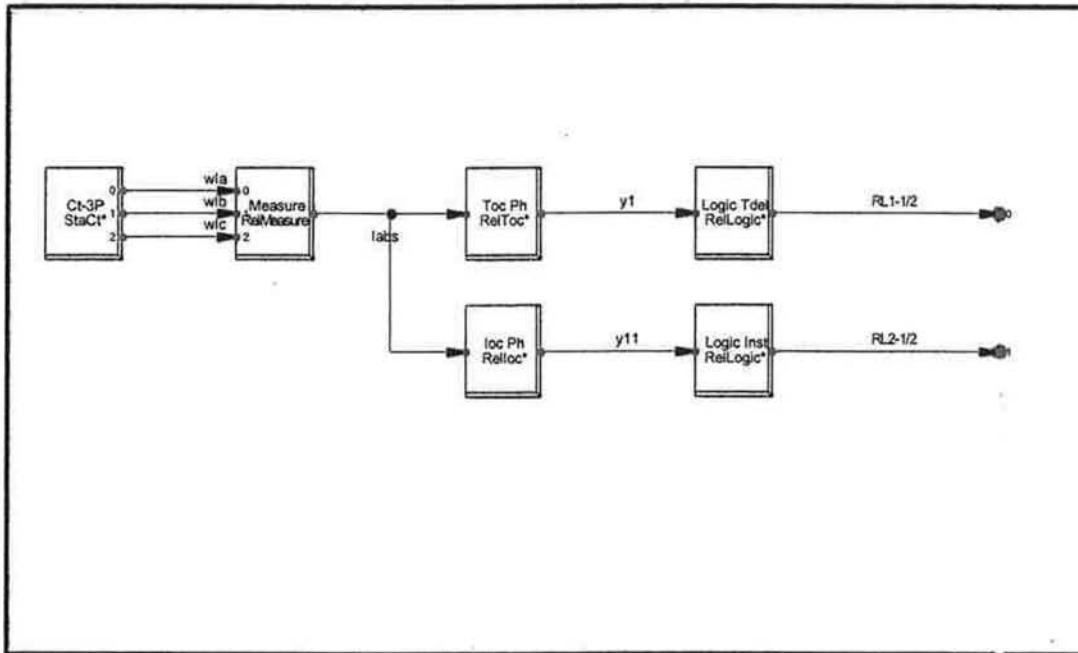 wIa
wIb
wIc
0
1
2
Ct-3P
StaCt*
0
2
Measure
RelMeasure
Iabs
Toc Ph
RelToc*
y1
Logic Tdel
RelLogic*
RL1-1/2
0
Ioc Ph
RelIoc*
y11
Logic Inst
RelLogic*
RL2-1/2